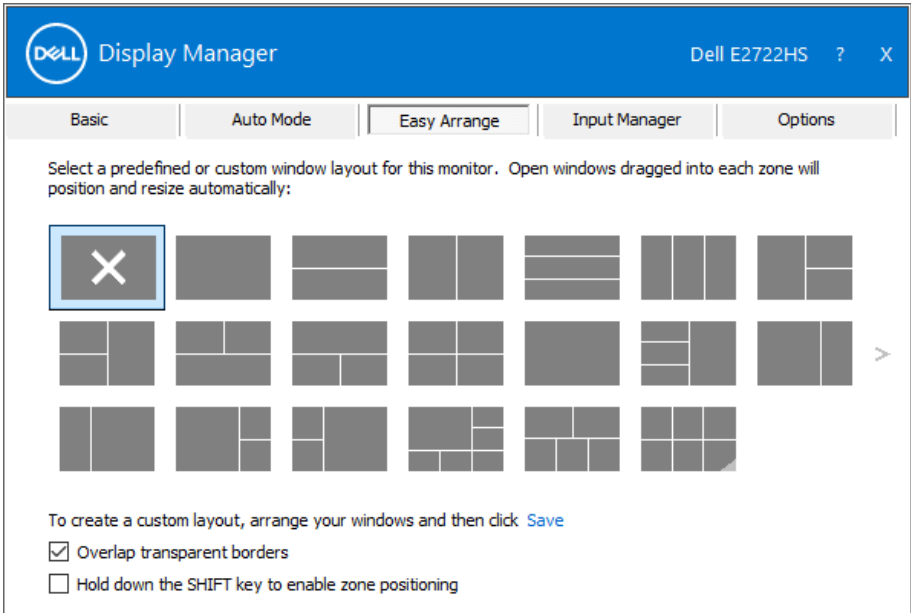 DELL Display Manager Dell E2722HS ? X
Basic Auto Mode Easy Arrange Input Manager Options
Select a predefined or custom window layout for this monitor. Open windows dragged into each zone will
position and resize automatically:
>
To create a custom layout, arrange your windows and then click Save
Overlap transparent borders
Hold down the SHIFT key to enable zone positioning